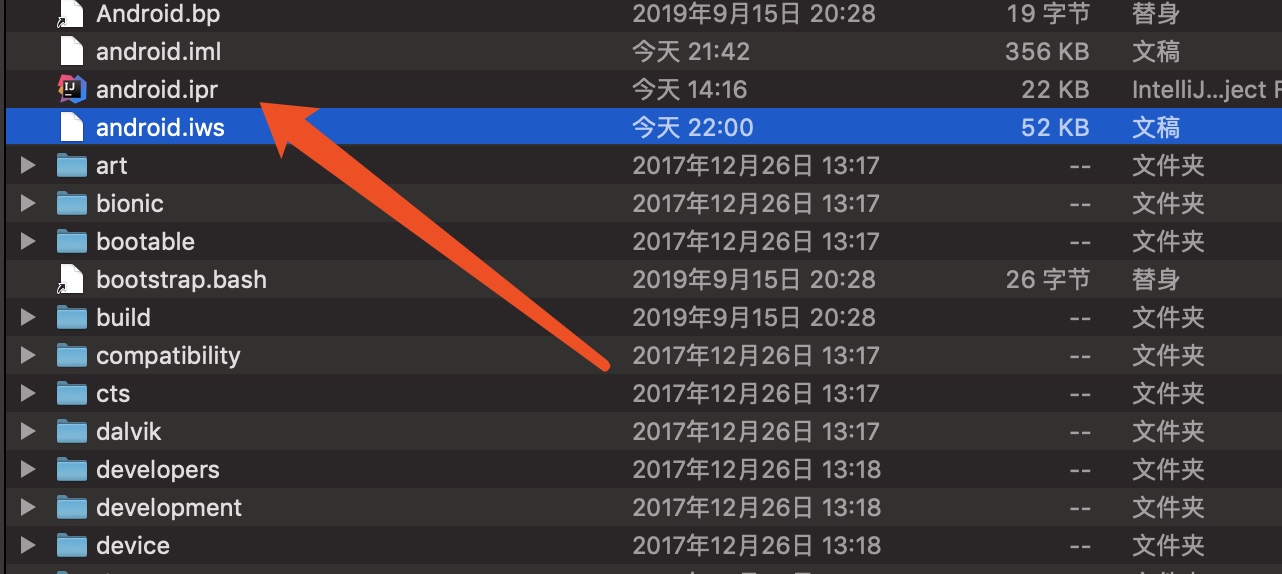 Android.bp 2019年9月15日 20:28 19 字节 替身
android.iml 今天 21:42 356 KB 文稿
IJ android.ipr 今天 14:16 22 KB IntelliJ...ject F
android.iws 今天 22:00 52 KB 文稿
art 2017年12月26日 13:17 -- 文件夹
bionic 2017年12月26日 13:17 -- 文件夹
bootable 2017年12月26日 13:17 -- 文件夹
bootstrap.bash 2019年9月15日 20:28 26 字节 替身
build 2019年9月15日 20:28 -- 文件夹
compatibility 2017年12月26日 13:17 -- 文件夹
cts 2017年12月26日 13:17 -- 文件夹
dalvik 2017年12月26日 13:17 -- 文件夹
developers 2017年12月26日 13:18 -- 文件夹
development 2017年12月26日 13:18 -- 文件夹
device 2017年12月26日 13:18 -- 文件夹